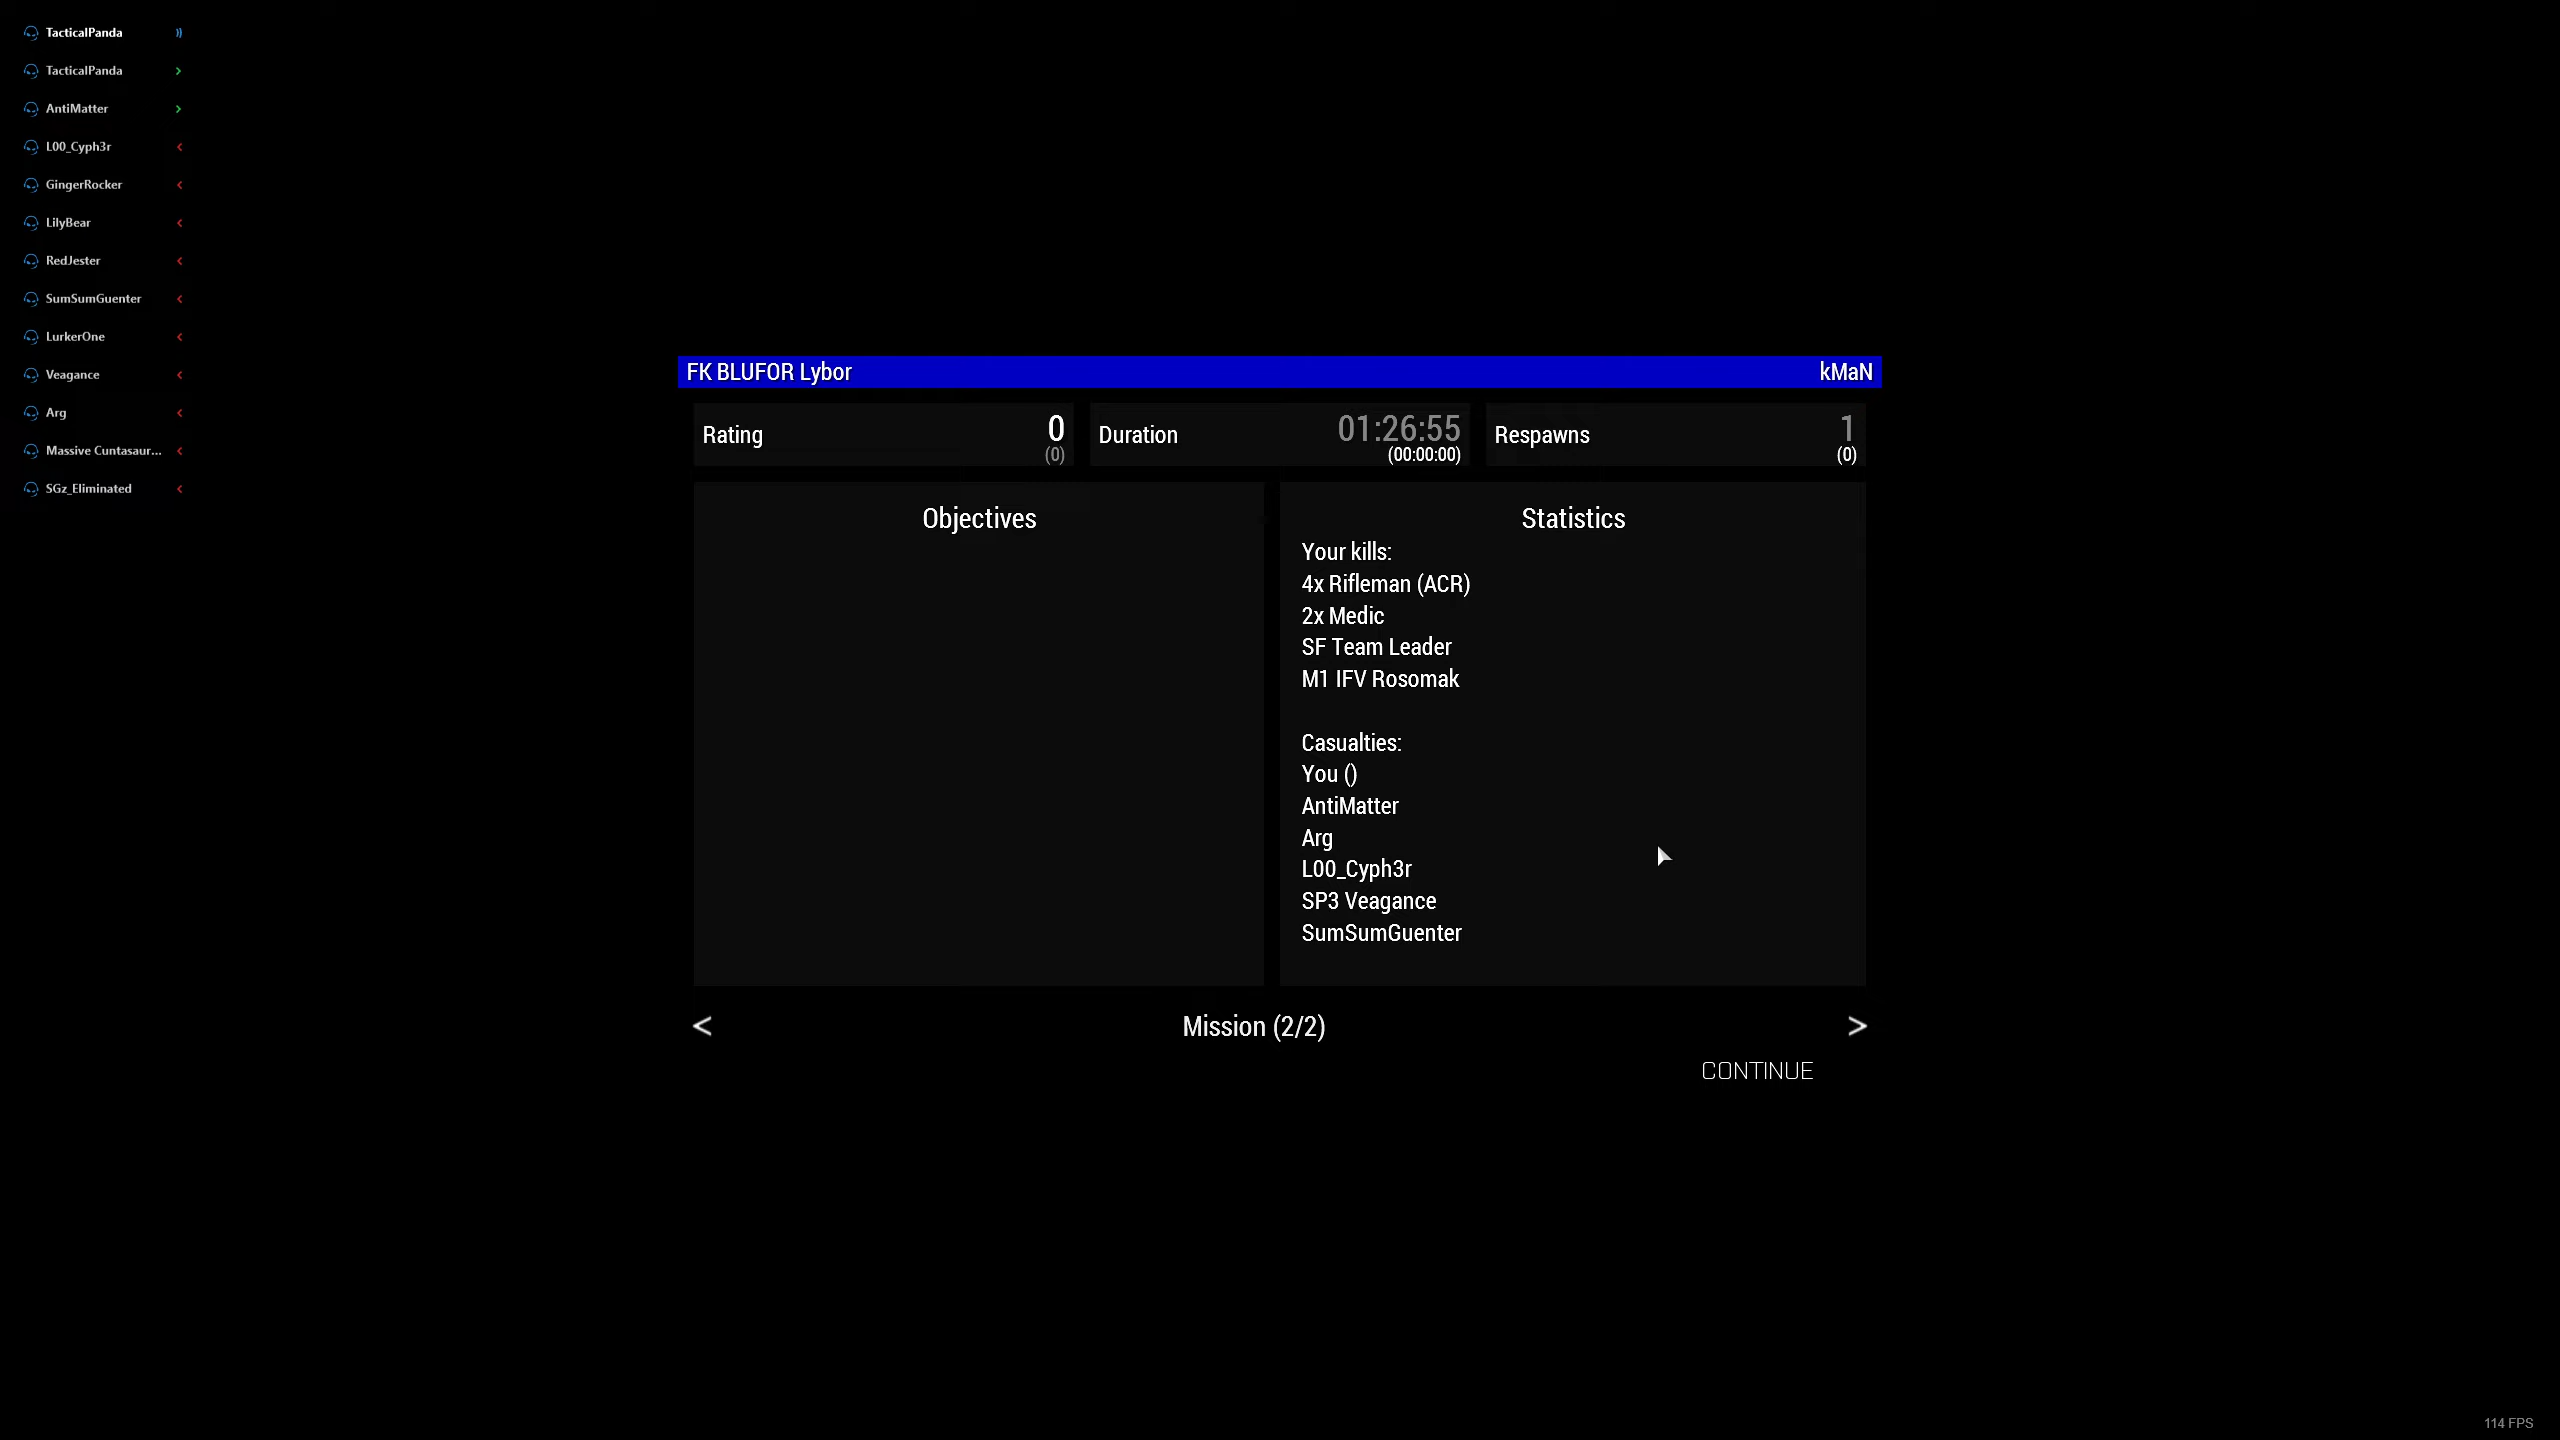 TacticalPanda
TacticalPanda
AntiMatter
L00_Cyph3r
GingerRocker
LilyBear
RedJester
SumSumGuenter
LurkerOne
Veagance
Arg
Massive Cuntasaur...
SGz_Eliminated
FK BLUFOR Lybor kMaN
Rating 0 (0)
Duration 01:26:55 (00:00:00)
Respawns 1 (0)
Objectives
Statistics
Your kills:
4x Rifleman (ACR)
2x Medic
SF Team Leader
M1 IFV Rosomak
Casualties:
You ()
AntiMatter
Arg
L00_Cyph3r
SP3 Veagance
SumSumGuenter
< Mission (2/2) >
CONTINUE
114 FPS